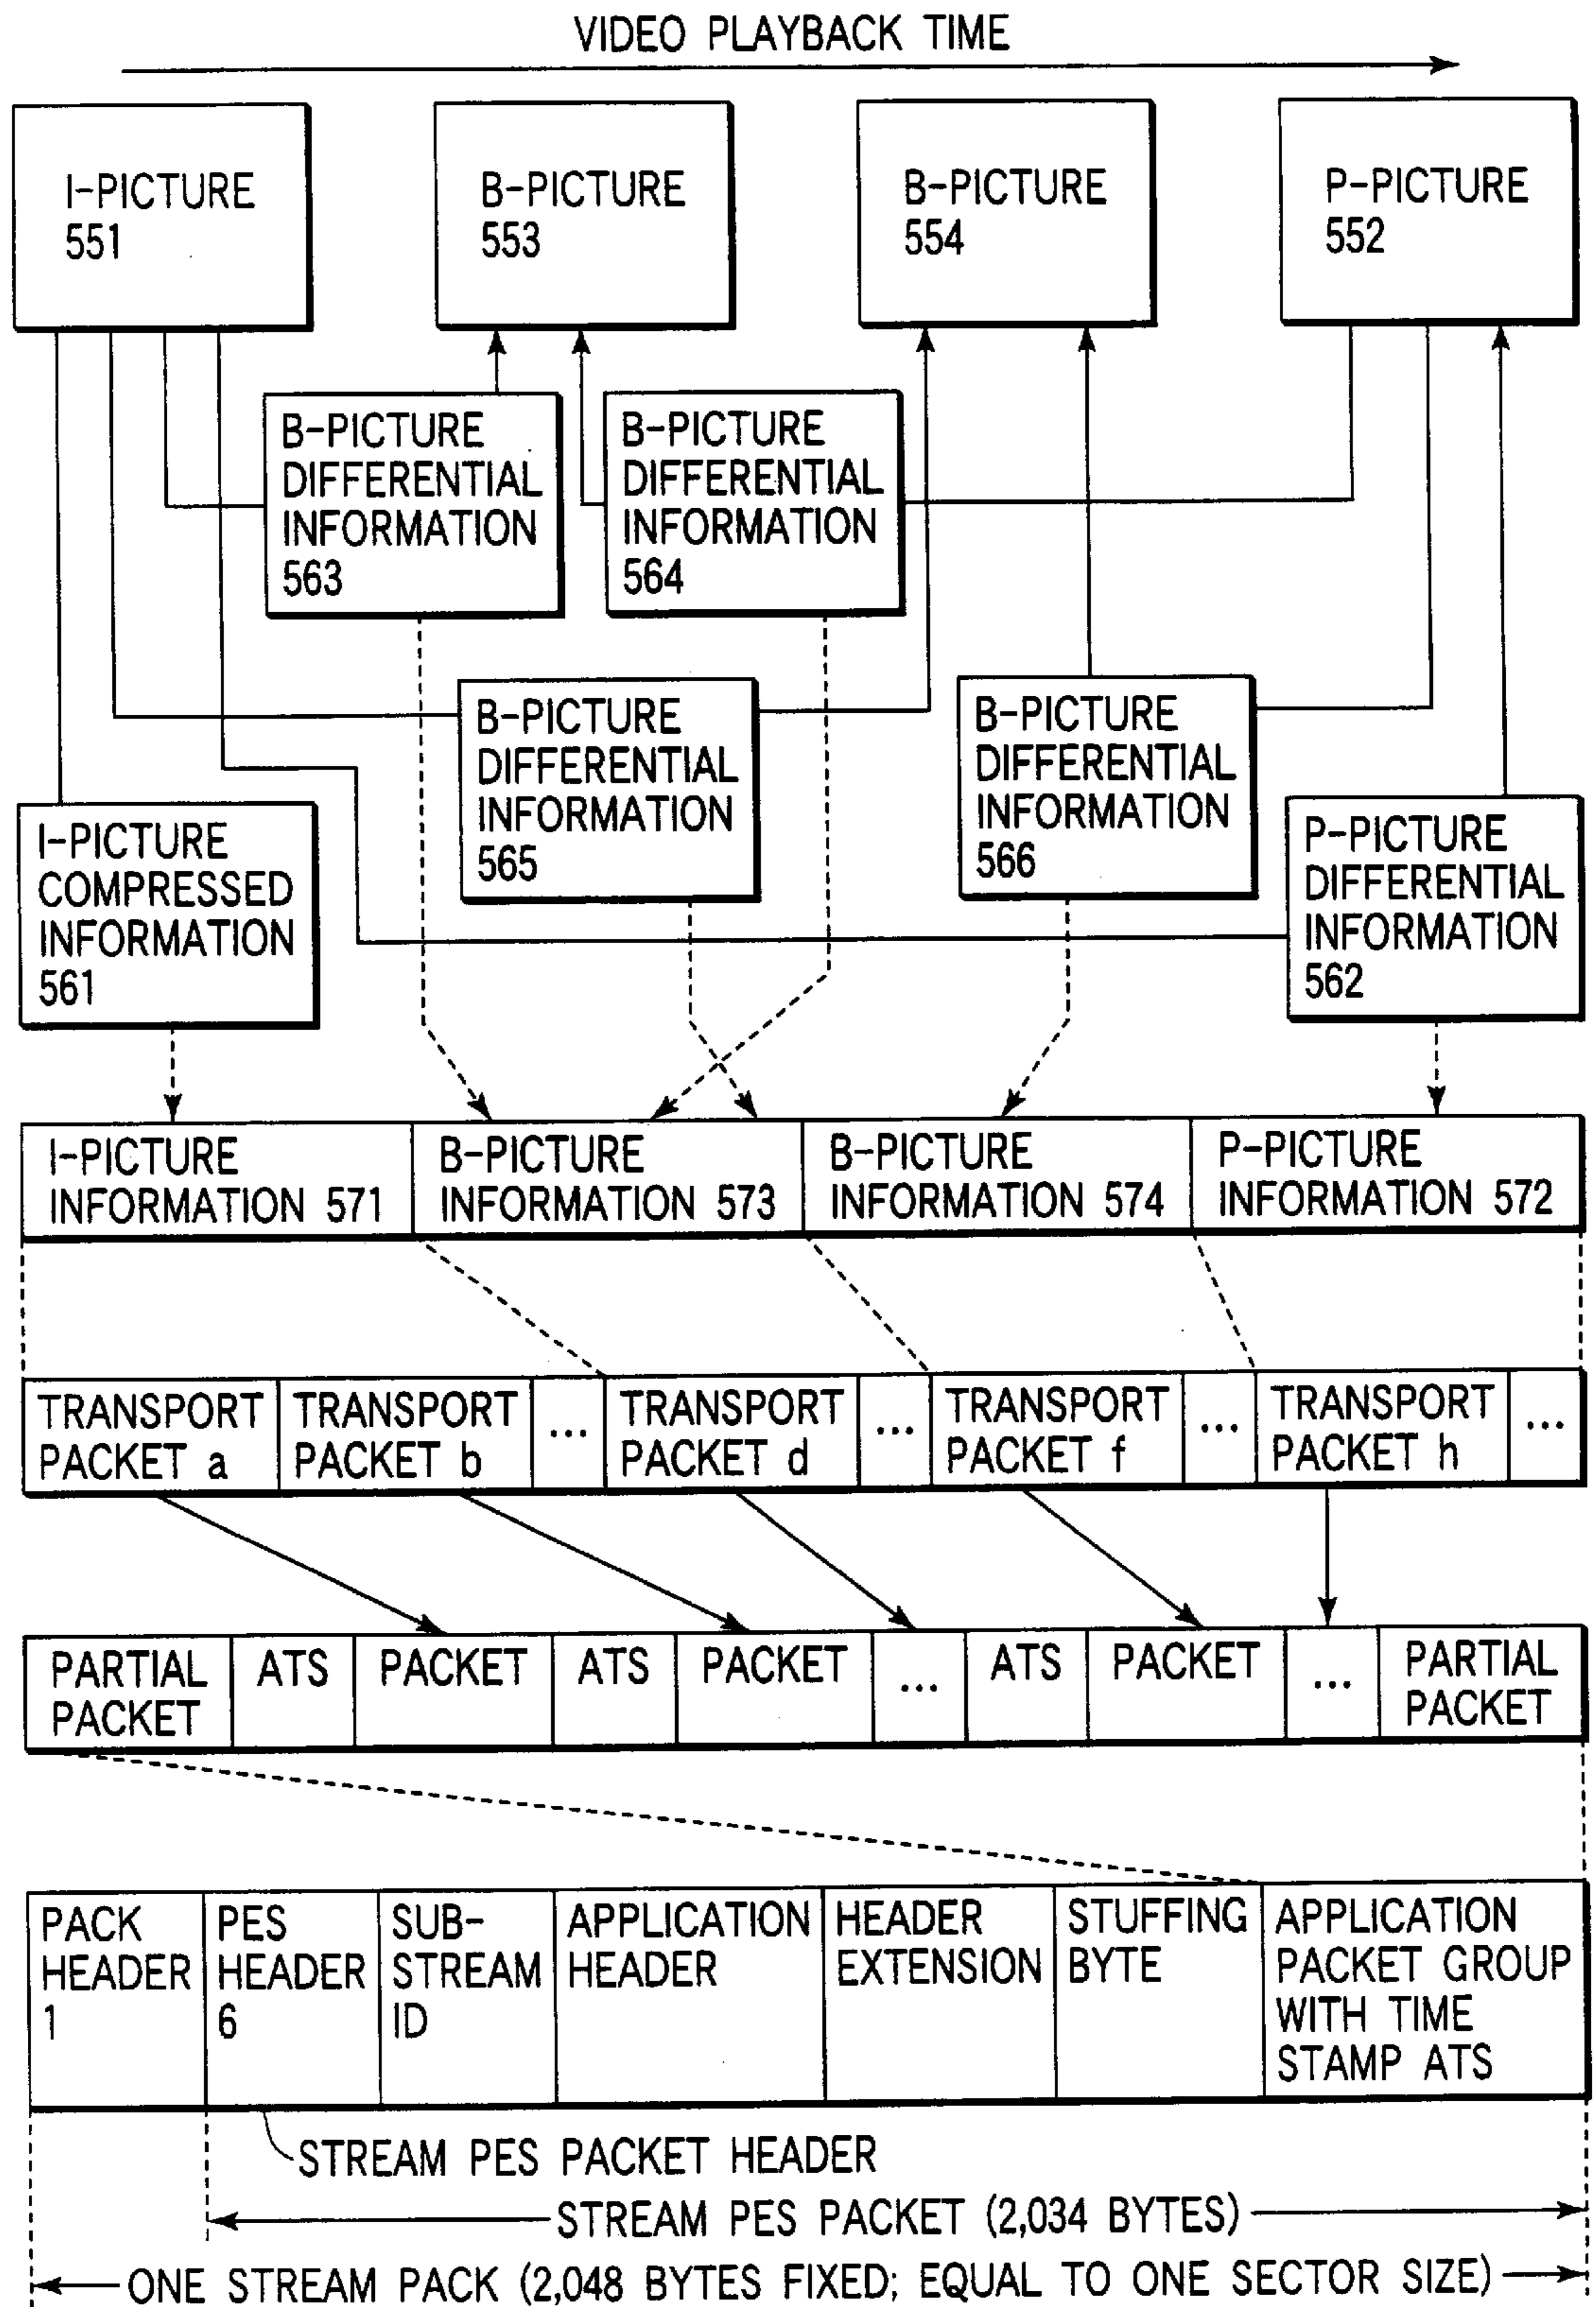 VIDEO PLAYBACK TIME
I-PICTURE
551
B-PICTURE
553
B-PICTURE
554
P-PICTURE
552
B-PICTURE
DIFFERENTIAL
INFORMATION
563
B-PICTURE
DIFFERENTIAL
INFORMATION
564
B-PICTURE
DIFFERENTIAL
INFORMATION
565
B-PICTURE
DIFFERENTIAL
INFORMATION
566
I-PICTURE
COMPRESSED
INFORMATION
561
P-PICTURE
DIFFERENTIAL
INFORMATION
562
I-PICTURE
INFORMATION 571
B-PICTURE
INFORMATION 573
B-PICTURE
INFORMATION 574
P-PICTURE
INFORMATION 572
TRANSPORT
PACKET a
TRANSPORT
PACKET b
...
TRANSPORT
PACKET d
...
TRANSPORT
PACKET f
...
TRANSPORT
PACKET h
...
PARTIAL
PACKET
ATS
PACKET
ATS
PACKET
...
ATS
PACKET
...
PARTIAL
PACKET
PACK
HEADER
1
PES
HEADER
6
SUB-
STREAM
ID
APPLICATION
HEADER
HEADER
EXTENSION
STUFFING
BYTE
APPLICATION
PACKET GROUP
WITH TIME
STAMP ATS
STREAM PES PACKET HEADER
STREAM PES PACKET (2,034 BYTES)
ONE STREAM PACK (2,048 BYTES FIXED; EQUAL TO ONE SECTOR SIZE)